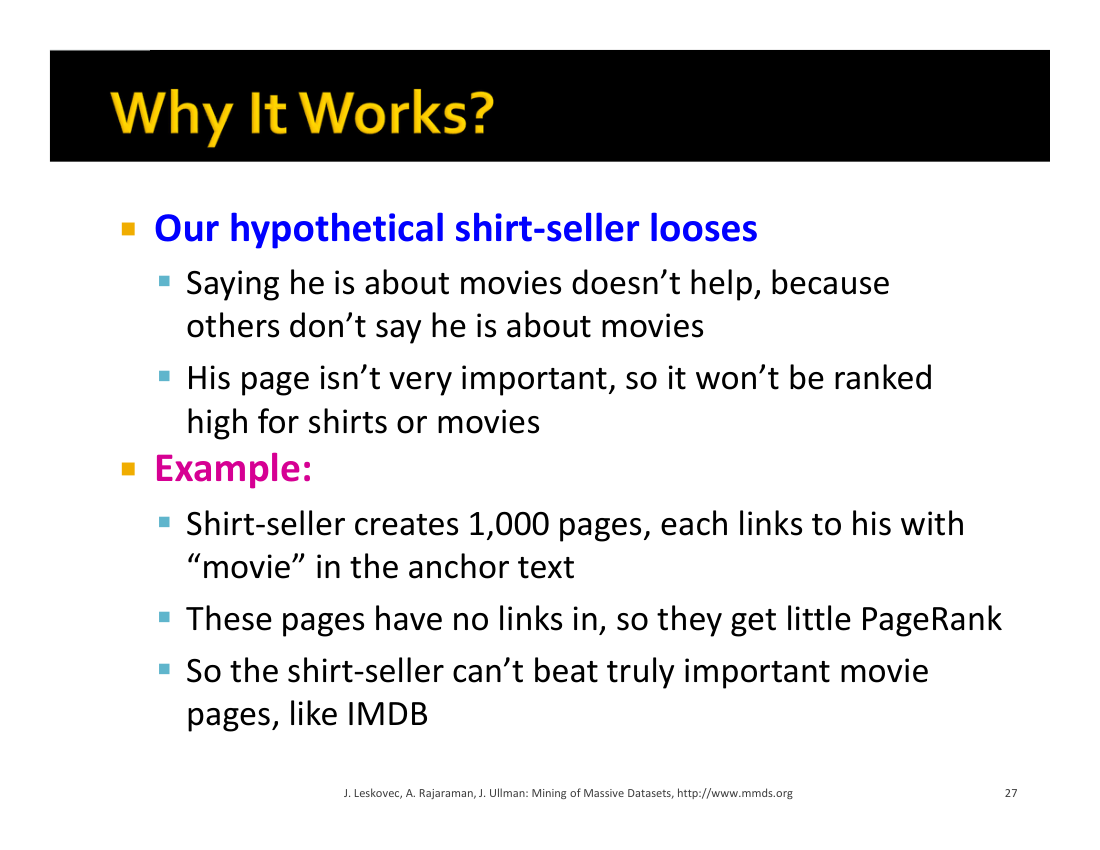 Why It Works?
Our hypothetical shirt-seller looses
Saying he is about movies doesn’t help, because
others don’t say he is about movies
His page isn’t very important, so it won’t be ranked
high for shirts or movies
Example:
Shirt-seller creates 1,000 pages, each links to his with
“movie” in the anchor text
These pages have no links in, so they get little PageRank
So the shirt-seller can’t beat truly important movie
pages, like IMDB
J. Leskovec, A. Rajaraman, J. Ullman: Mining of Massive Datasets, http://www.mmds.org
27